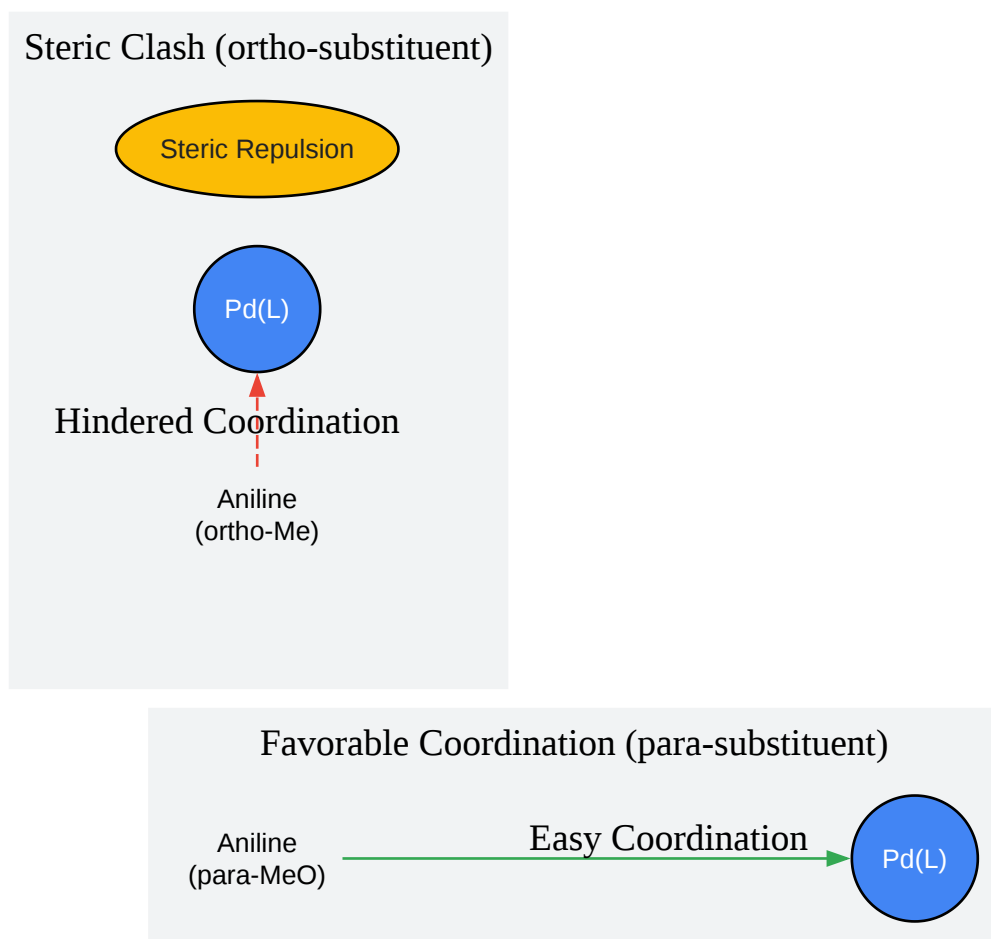 Steric Clash (ortho-substituent)
Steric Repulsion
Pd(L)
Hindered Coordination
Aniline
(ortho-Me)
Favorable Coordination (para-substituent)
Easy Coordination
Aniline
(para-MeO)
Pd(L)